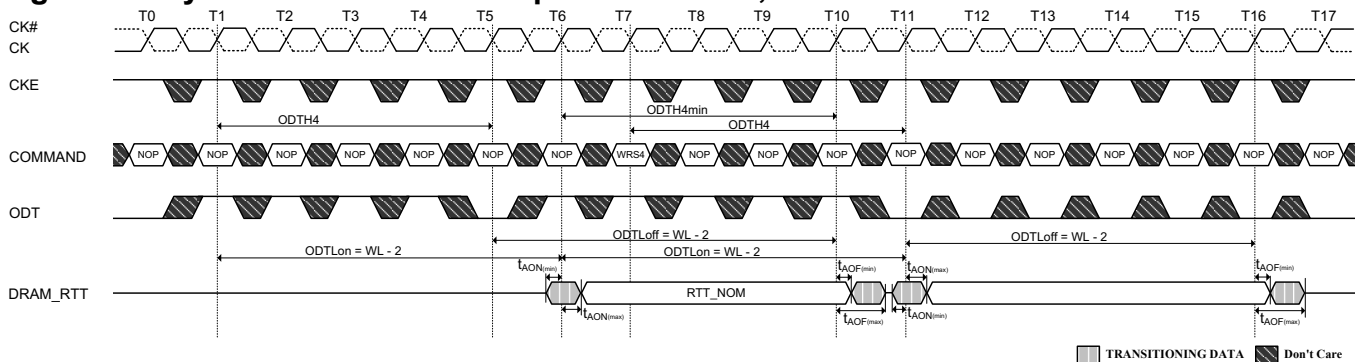 T0 T1 T2 T3 T4 T5 T6 T7 T8 T9 T10 T11 T12 T13 T14 T15 T16 T17
CK#
CK
CKE
ODTH4min
ODTH4
ODTH4
COMMAND NOP NOP NOP NOP NOP NOP NOP WRS4 NOP NOP NOP NOP NOP NOP NOP NOP NOP NOP
ODT
ODTLoff = WL - 2 ODTLoff = WL - 2
ODTLon = WL - 2 ODTLon = WL - 2
tAON(min) tAOF(min) tAON(max) tAOF(min)
DRAM_RTT RTT_NOM
tAON(max) tAOF(max) tAON(min) tAOF(max)
TRANSITIONING DATA Don't Care